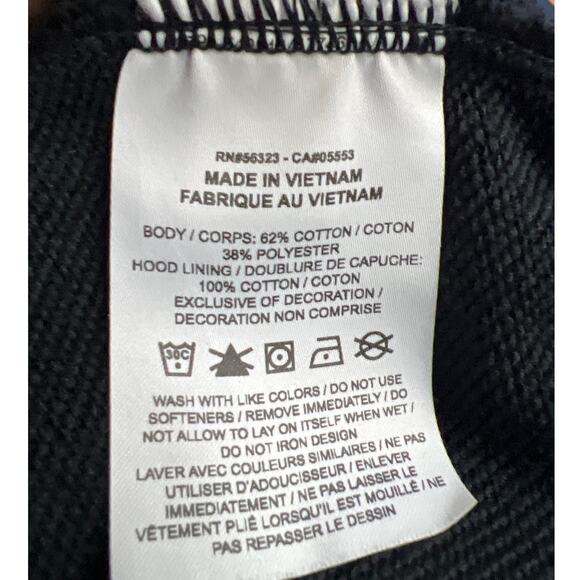 RN#56323 - CA#05553
MADE IN VIETNAM
FABRIQUE AU VIETNAM
BODY / CORPS: 62% COTTON / COTON
38% POLYESTER
HOOD LINING / DOUBLURE DE CAPUCHE:
100% COTTON / COTON
EXCLUSIVE OF DECORATION /
DECORATION NON COMPRISE
30C
WASH WITH LIKE COLORS / DO NOT USE
SOFTENERS / REMOVE IMMEDIATELY / DO
NOT ALLOW TO LAY ON ITSELF WHEN WET /
DO NOT IRON DESIGN
LAVER AVEC COULEURS SIMILAIRES / NE PAS
UTILISER D'ADOUCISSEUR / ENLEVER
IMMEDIATEMENT / NE PAS LAISSER LE
VÊTEMENT PLIÉ LORSQU'IL EST MOUILLÉ / NE
PAS REPASSER LE DESSIN